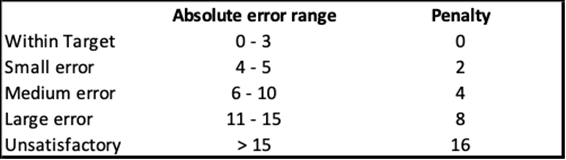 Absolute error range Penalty
Within Target 0 - 3 0
Small error 4 - 5 2
Medium error 6 - 10 4
Large error 11 - 15 8
Unsatisfactory > 15 16